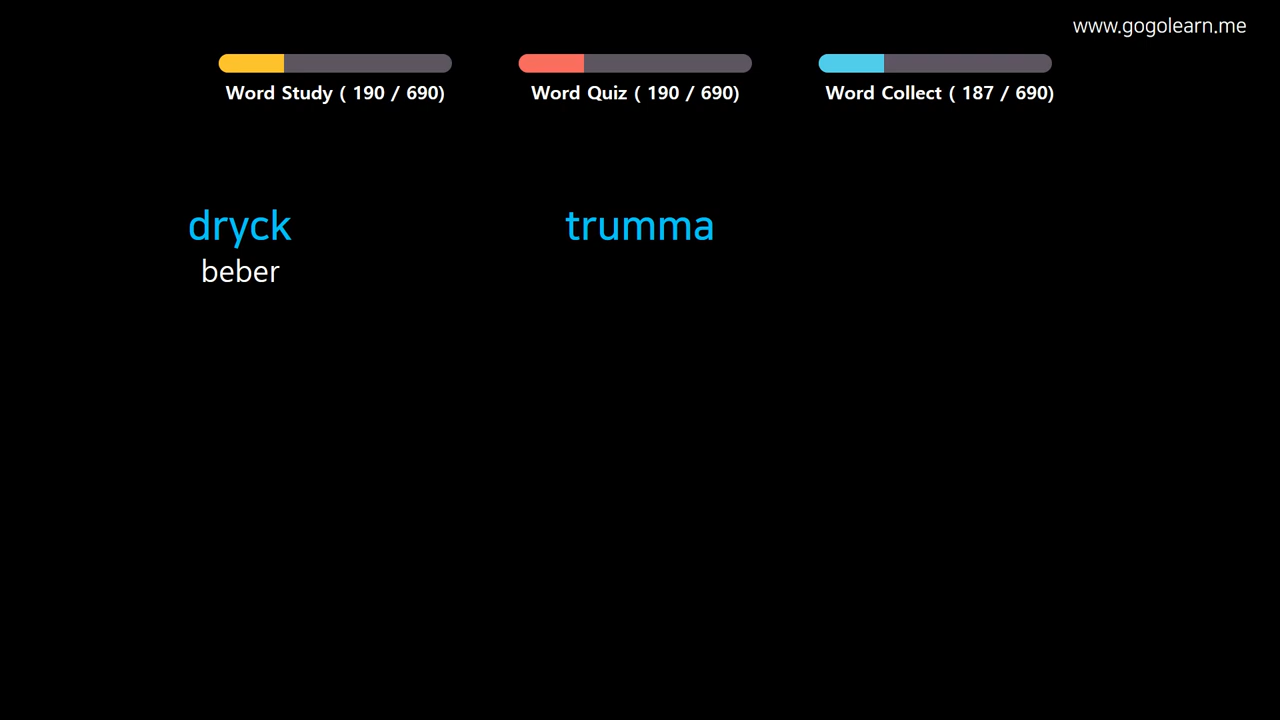 www.gogolearn.me
Word Study ( 190 / 690)
Word Quiz ( 190 / 690)
Word Collect ( 187 / 690)
dryck
trumma
beber